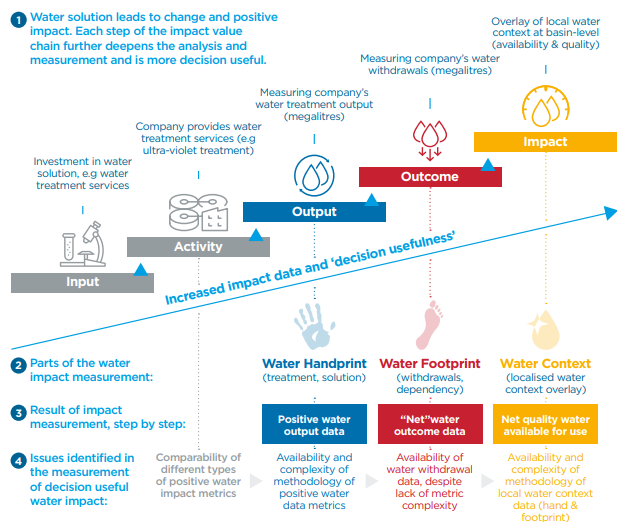 1 Water solution leads to change and positive
impact. Each step of the impact value
chain further deepens the analysis and
measurement and is more decision useful.
Overlay of local water
context at basin-level
(availability & quality)
Measuring company's water
withdrawals (megalitres)
Measuring company's
water treatment output
(megalitres)
Company provides water
treatment services (e.g
ultra-violet treatment)
Investment in water
solution, e.g water
treatment services
Impact
Outcome
Output
Activity
Input
Increased impact data and 'decision usefulness'
2 Parts of the water
impact measurement:
Water Handprint
(treatment, solution)
Water Footprint
(withdrawals,
dependency)
Water Context
(localised water
context overlay)
3 Result of impact
measurement, step by step:
Positive water
output data
"Net"water
outcome data
Net quality water
available for use
4 Issues identified in
the measurement
of decision useful
water impact:
Comparability of
different types
of positive water
impact metrics
Availability and
complexity of
methodology of
positive water
data metrics
Availability of
water withdrawal
data, despite
lack of metric
complexity
Availability and
complexity of
methodology of
local water context
data (hand &
footprint)